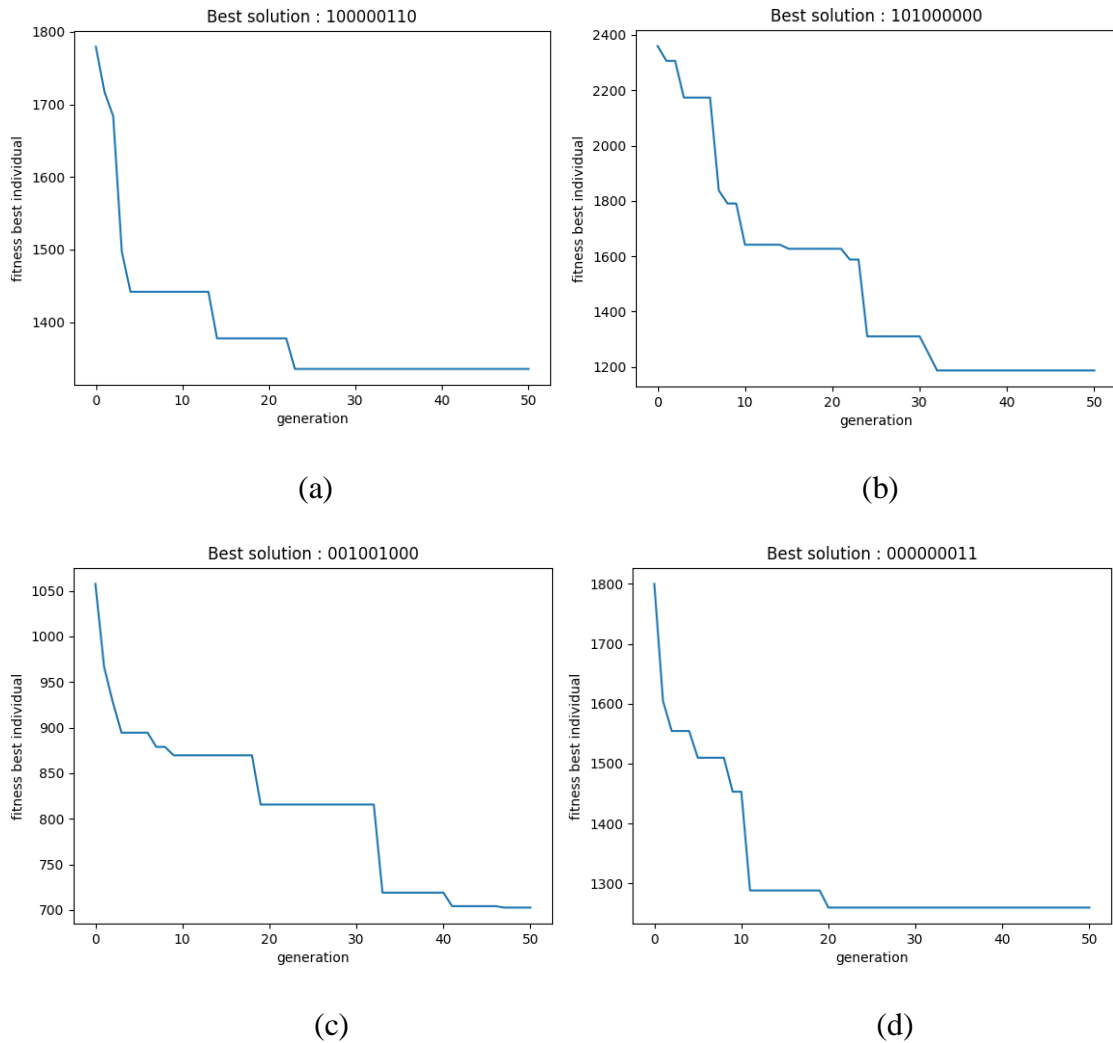 Best solution : 100000110
1800
1700
1600
1500
1400
0 10 20 30 40 50
fitness best individual
generation
(a)
Best solution : 101000000
2400
2200
2000
1800
1600
1400
1200
0 10 20 30 40 50
fitness best individual
generation
(b)
Best solution : 001001000
1050
1000
950
900
850
800
750
700
0 10 20 30 40 50
fitness best individual
generation
(c)
Best solution : 000000011
1800
1700
1600
1500
1400
1300
0 10 20 30 40 50
fitness best individual
generation
(d)